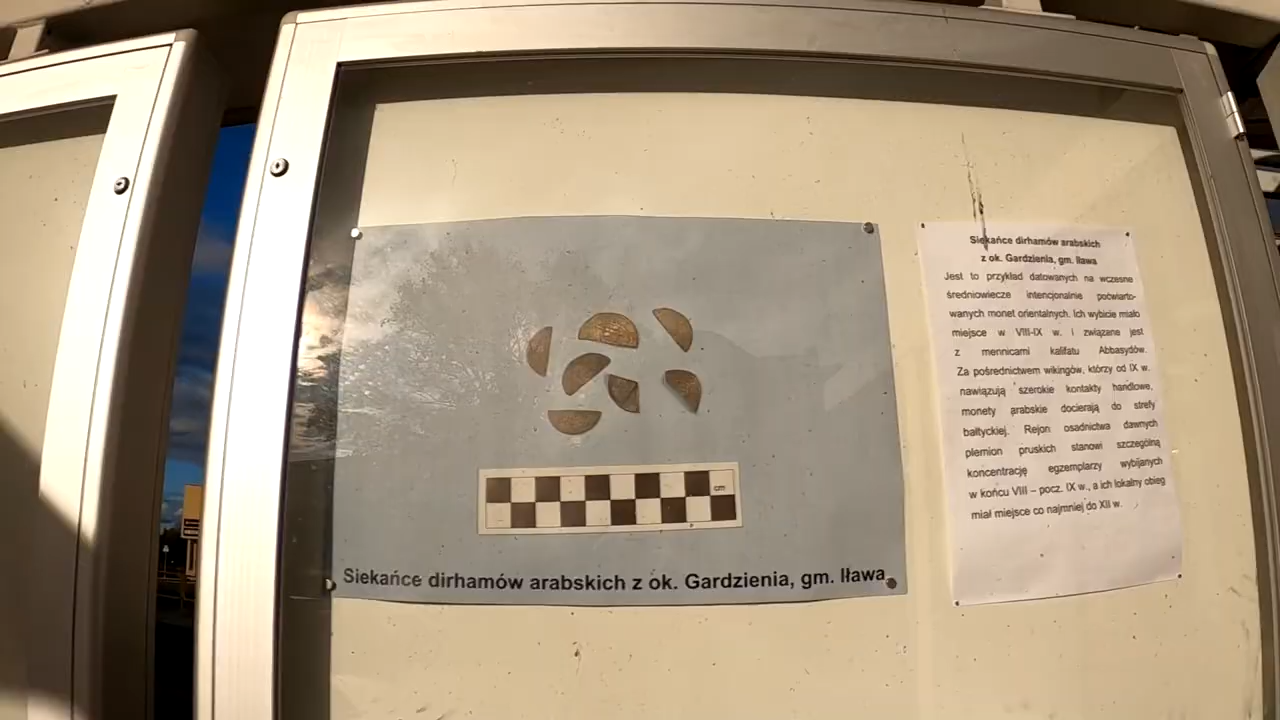 cm
Siekańce dirhamów arabskich z ok. Gardzienia, gm. Iława
Siekańce dirhamów arabskich
z ok. Gardzienia, gm. Iława
Jest to przykład datowanych na wczesne
średniowiecze intencjonalnie poćwiarto-
wanych monet orientalnych. Ich wybicie miało
miejsce w VIII-IX w. i związane jest
z mennicami kalifatu Abbasydów.
Za pośrednictwem wikingów, którzy od IX w.
nawiązują szerokie kontakty handlowe,
monety arabskie docierają do strefy
bałtyckiej. Rejon osadnictwa dawnych
plemion pruskich stanowi szczególną
koncentrację egzemplarzy wybijanych
w końcu VIII – pocz. IX w., a ich lokalny obieg
miał miejsce co najmniej do XII w.